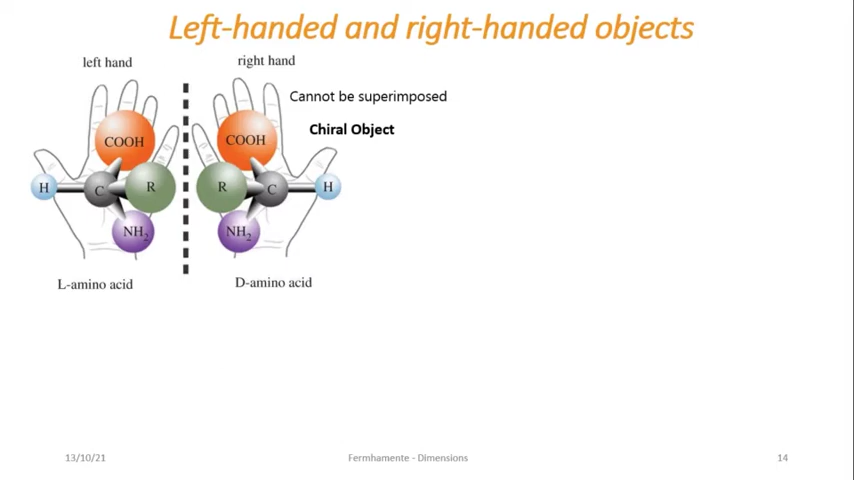 Left-handed and right-handed objects
left hand
right hand
Cannot be superimposed
Chiral Object
COOH
COOH
H
C
R
R
C
H
NH2
NH2
L-amino acid
D-amino acid
13/10/21
Fermhamente - Dimensions
14